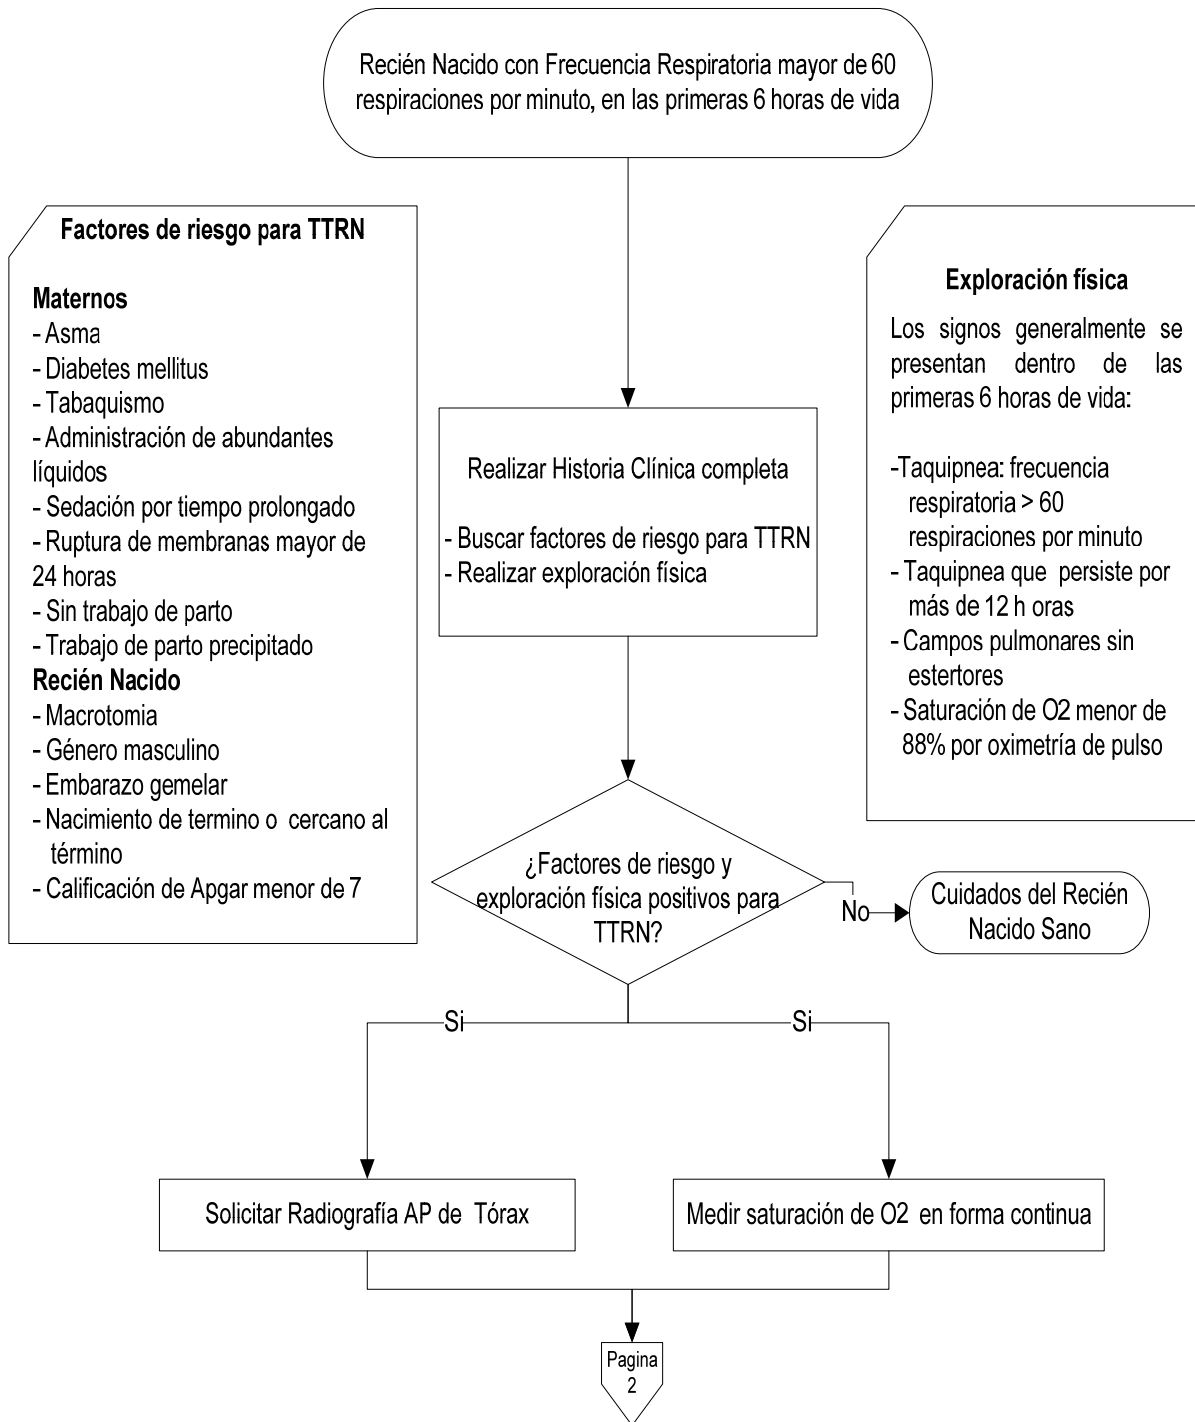 Recién Nacido con Frecuencia Respiratoria mayor de 60
respiraciones por minuto, en las primeras 6 horas de vida
Factores de riesgo para TTRN
Maternos
- Asma
- Diabetes mellitus
- Tabaquismo
- Administración de abundantes
líquidos
- Sedación por tiempo prolongado
- Ruptura de membranas mayor de
24 horas
- Sin trabajo de parto
- Trabajo de parto precipitado
Recién Nacido
- Macrotomia
- Género masculino
- Embarazo gemelar
- Nacimiento de termino o cercano al
término
- Calificación de Apgar menor de 7
Realizar Historia Clínica completa
- Buscar factores de riesgo para TTRN
- Realizar exploración física
Exploración física
Los signos generalmente se
presentan dentro de las
primeras 6 horas de vida:
-Taquipnea: frecuencia
respiratoria > 60
respiraciones por minuto
- Taquipnea que persiste por
más de 12 h oras
- Campos pulmonares sin
estertores
- Saturación de O2 menor de
88% por oximetría de pulso
¿Factores de riesgo y
exploración física positivos para
TTRN?
No
Cuidados del Recién
Nacido Sano
Si
Si
Solicitar Radiografía AP de Tórax
Medir saturación de O2 en forma continua
Pagina
2